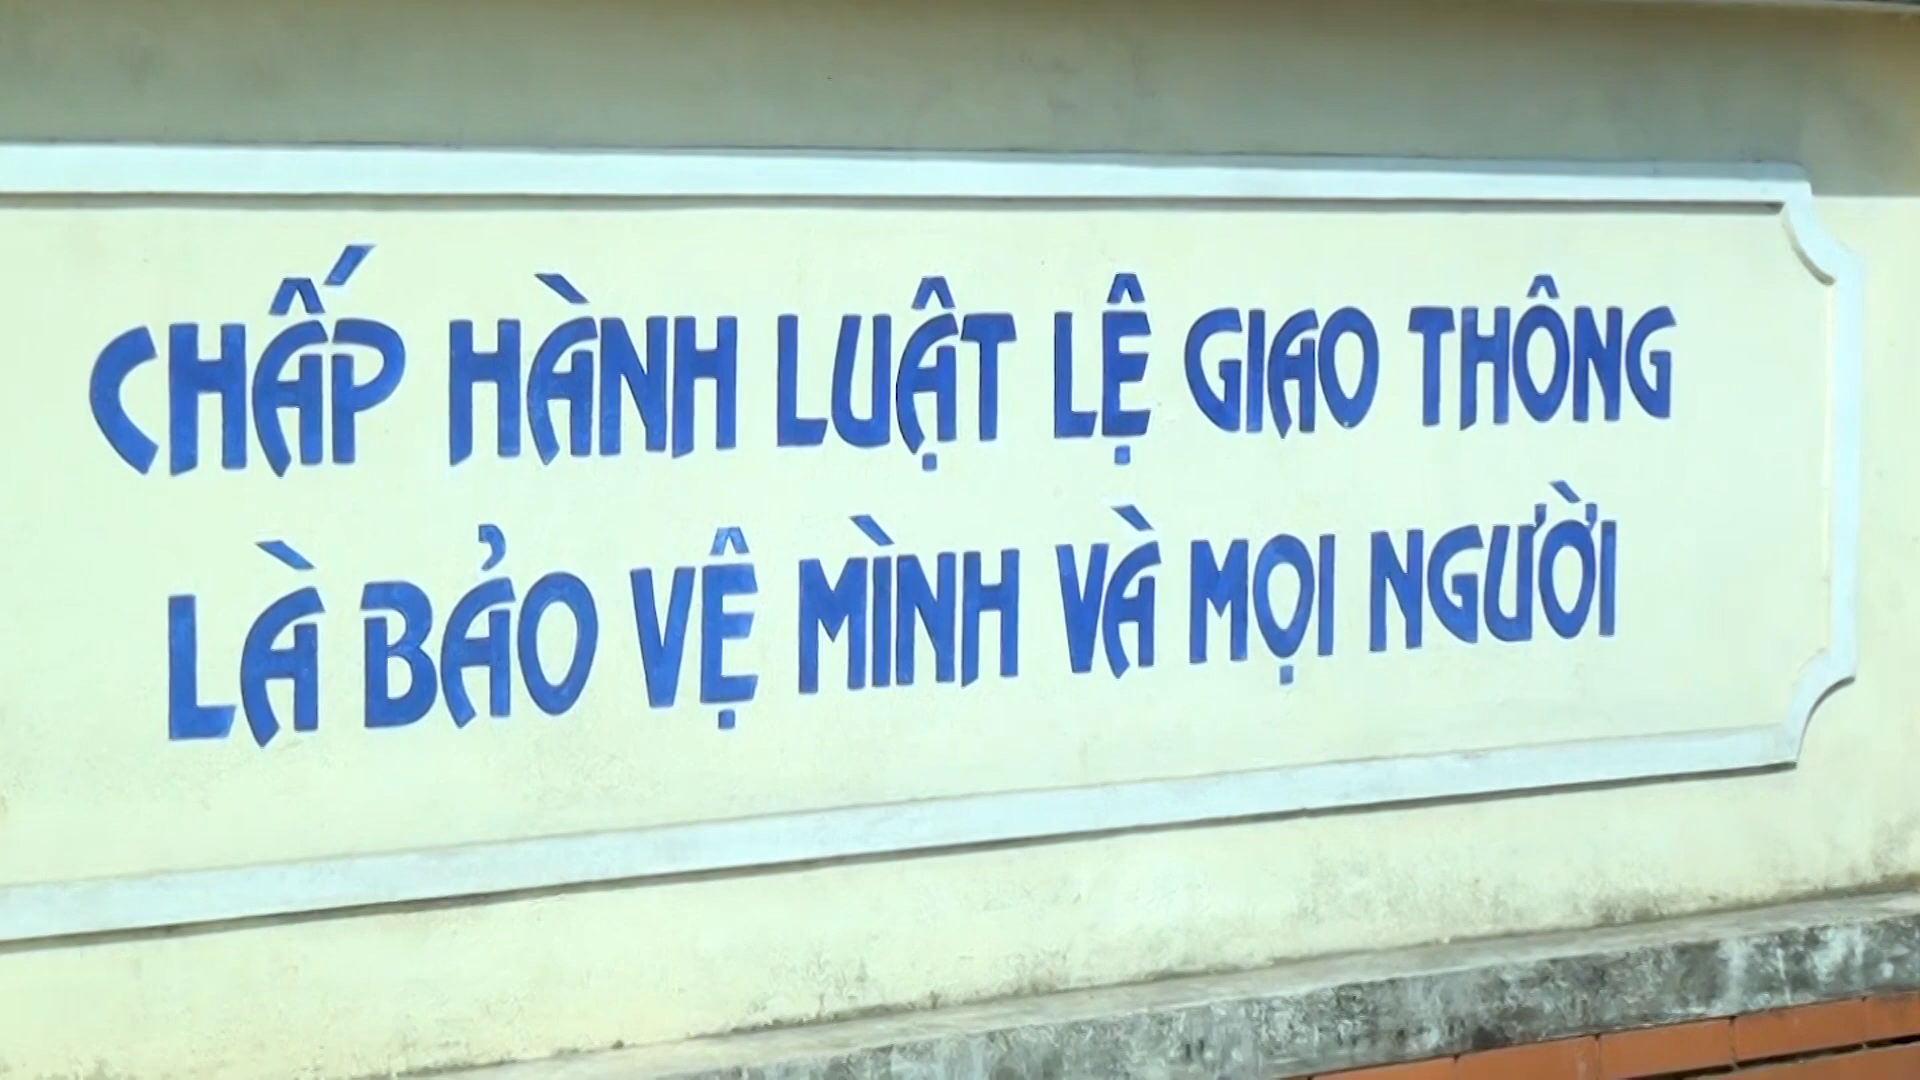 CHẤP HÀNH LUẬT LỆ GIAO THÔNG
LÀ BẢO VỆ MÌNH VÀ MỌI NGƯỜI